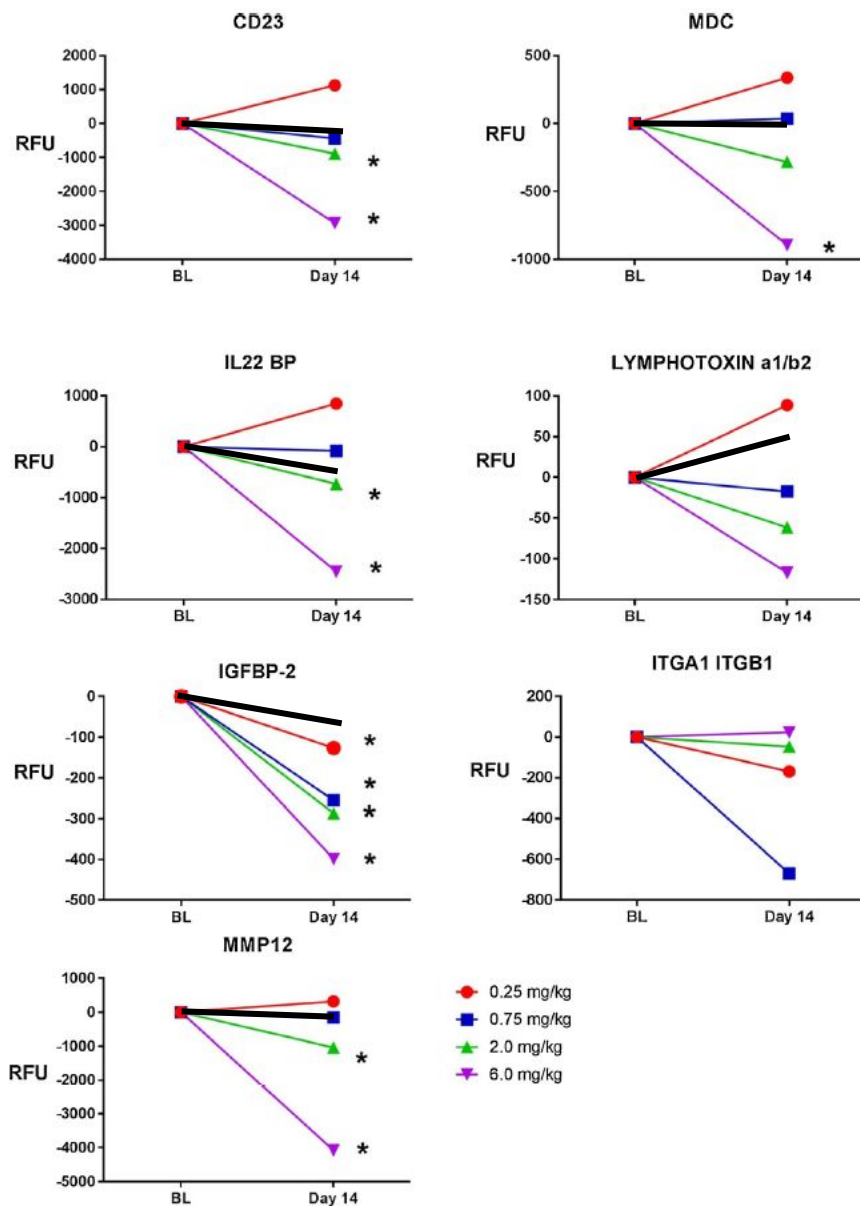 CD23
2000
1000
0
-1000
-2000
-3000
-4000
RFU
BL
Day 14
*
*
MDC
500
0
-500
-1000
RFU
BL
Day 14
*
IL22 BP
1000
0
-1000
-2000
-3000
RFU
BL
Day 14
*
*
LYMPHOTOXIN a1/b2
100
50
0
-50
-100
-150
RFU
BL
Day 14
IGFBP-2
0
-100
-200
-300
-400
-500
RFU
BL
Day 14
*
*
*
*
ITGA1 ITGB1
200
0
-200
-400
-600
-800
RFU
BL
Day 14
MMP12
1000
0
-1000
-2000
-3000
-4000
-5000
RFU
BL
Day 14
*
*
0.25 mg/kg
0.75 mg/kg
2.0 mg/kg
6.0 mg/kg